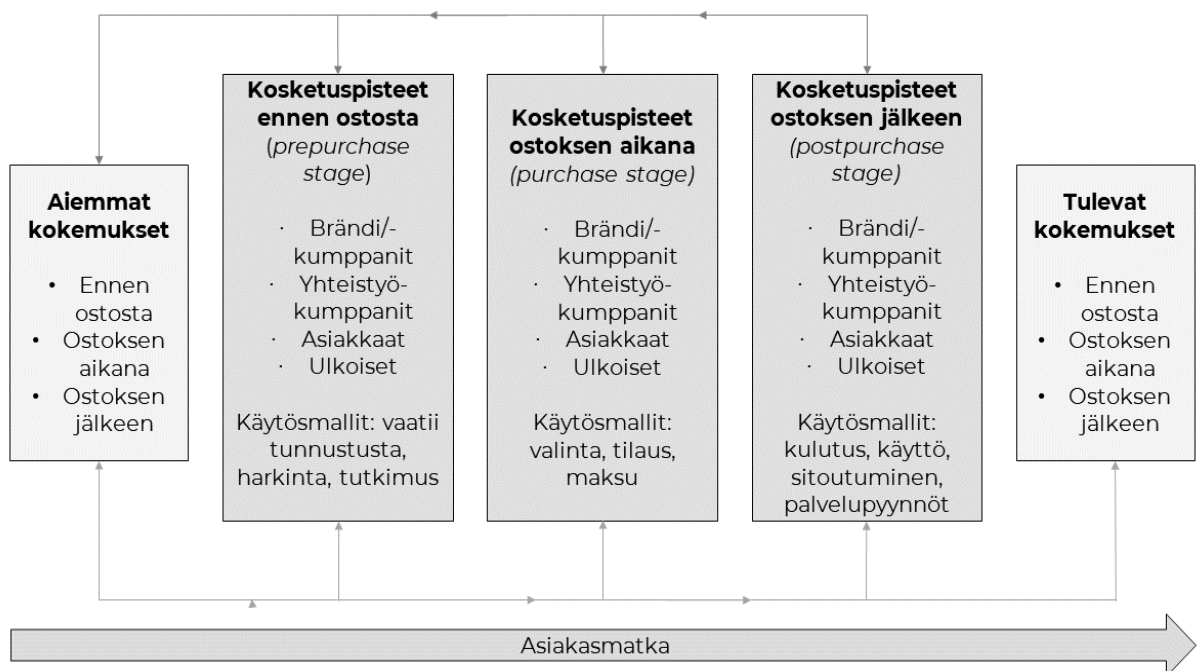 Aiemmat
kokemukset
• Ennen
ostosta
• Ostoksen
aikana
• Ostoksen
jälkeen
Kosketuspisteet
ennen ostosta
(prepurchase
stage)
· Brändi/-
kumppanit
· Yhteistyö-
kumppanit
· Asiakkaat
· Ulkoiset
Käytösmallit: vaatii
tunnustusta,
harkinta, tutkimus
Kosketuspisteet
ostoksen aikana
(purchase stage)
· Brändi/-
kumppanit
· Yhteistyö-
kumppanit
· Asiakkaat
· Ulkoiset
Käytösmallit:
valinta, tilaus,
maksu
Kosketuspisteet
ostoksen jälkeen
(postpurchase
stage)
· Brändi/-
kumppanit
· Yhteistyö-
kumppanit
· Asiakkaat
· Ulkoiset
Käytösmallit:
kulutus, käyttö,
sitoutuminen,
palvelupyynnöt
Tulevat
kokemukset
• Ennen
ostosta
• Ostoksen
aikana
• Ostoksen
jälkeen
Asiakasmatka